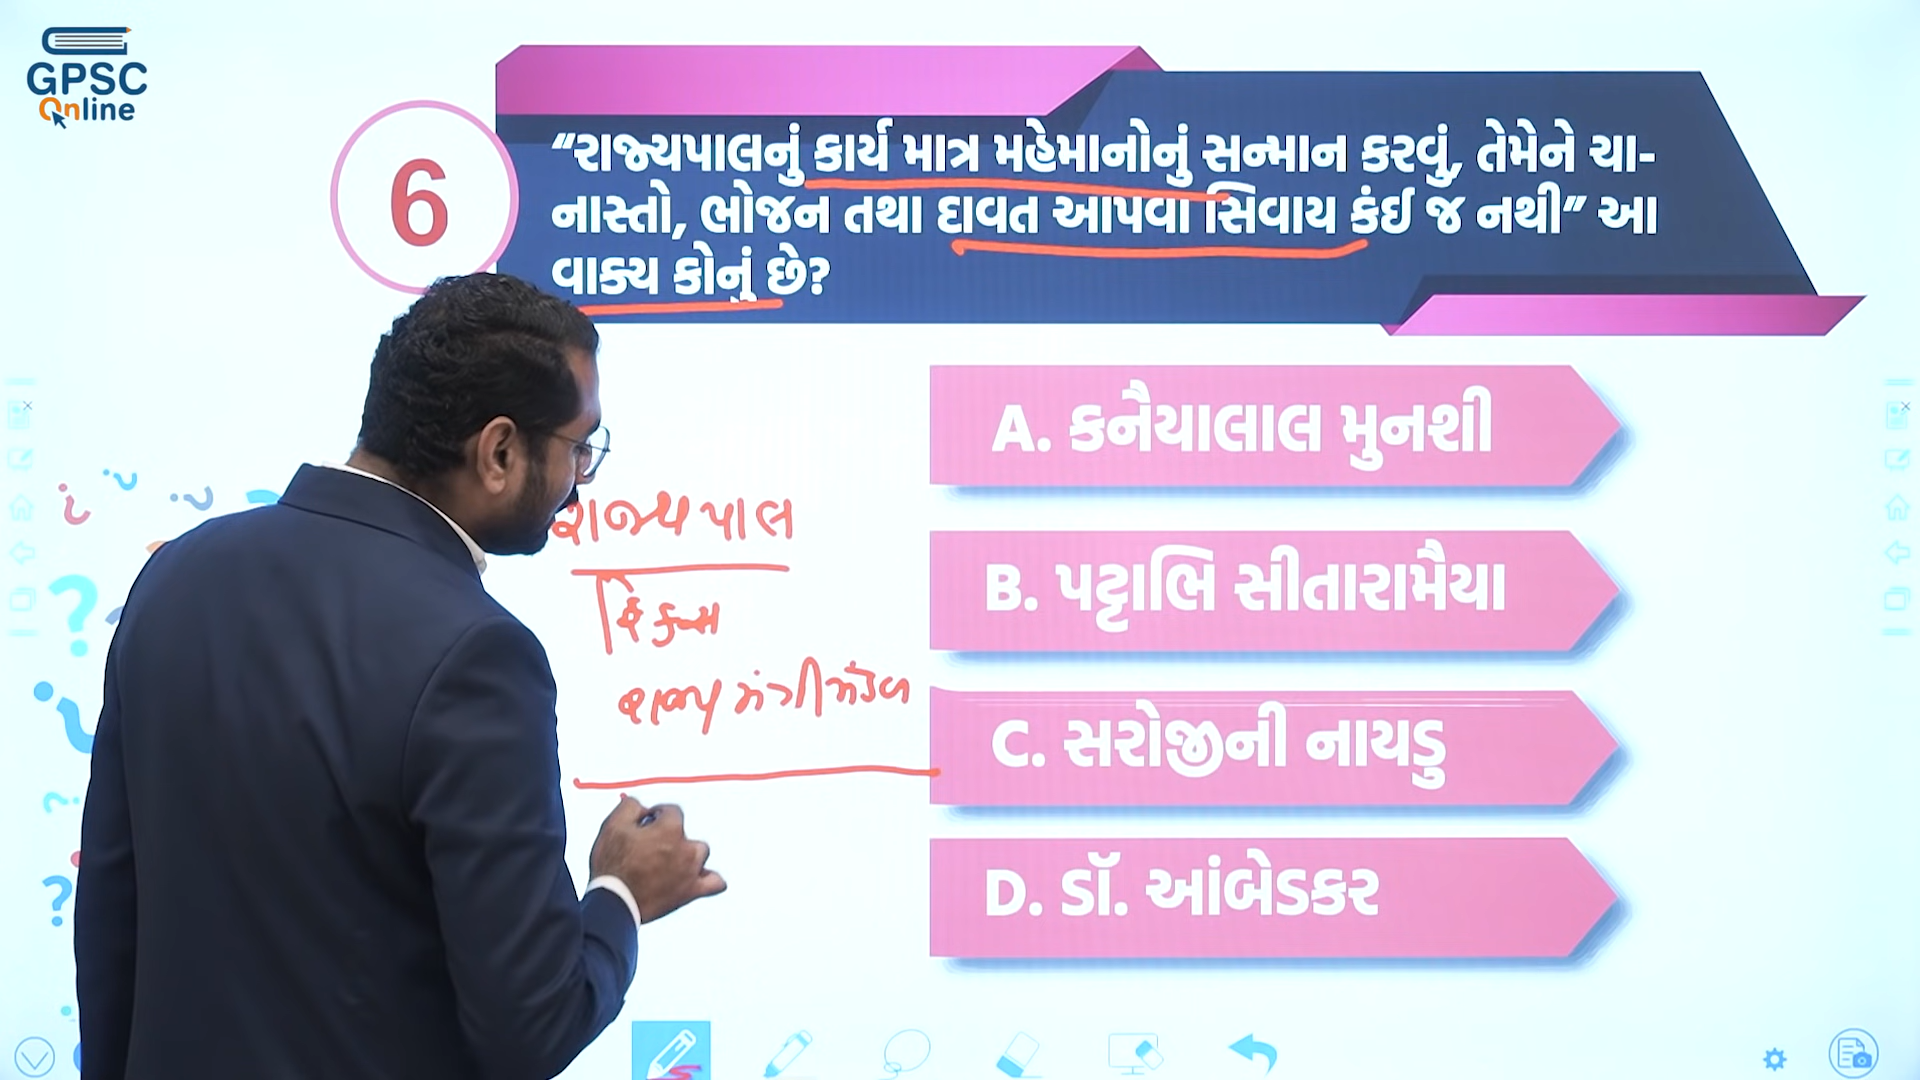 GPSC
Online
6
“રાજ્યપાલનું કાર્ય માત્ર મહેમાનોનું સન્માન કરવું, તેમેને ચા-
નાસ્તો, ભોજન તથા દાવત આપવા સિવાય કંઈ જ નથી” આ
વાક્ય કોનું છે?
A. કનૈયાલાલ મુનશી
રાજ્યપાલ
B. પટ્ટાભિ સીતારામૈયા
રાજ્ય મંત્રીમંડળ
C. સરોજીની નાયડુ
D. ડૉ. આંબેડકર